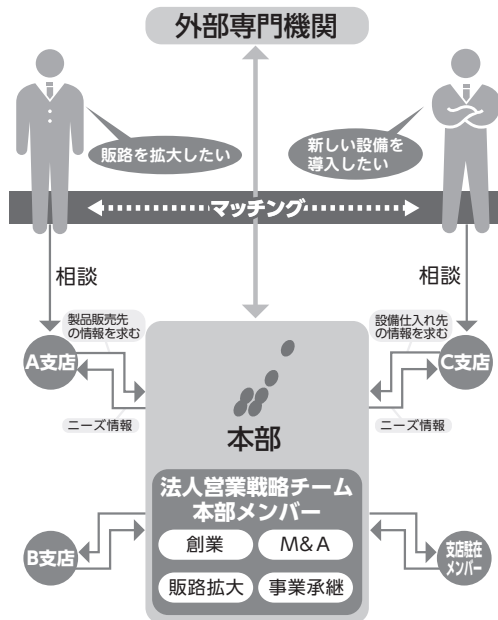 外部専門機関
販路を拡大したい
新しい設備を
導入したい
マッチング
相談
相談
製品販売先
の情報を求む
設備仕入れ先
の情報を求む
A支店
C支店
ニーズ情報
ニーズ情報
本部
法人営業戦略チーム
本部メンバー
創業
M&A
販路拡大
事業承継
B支店
支店駐在
メンバー